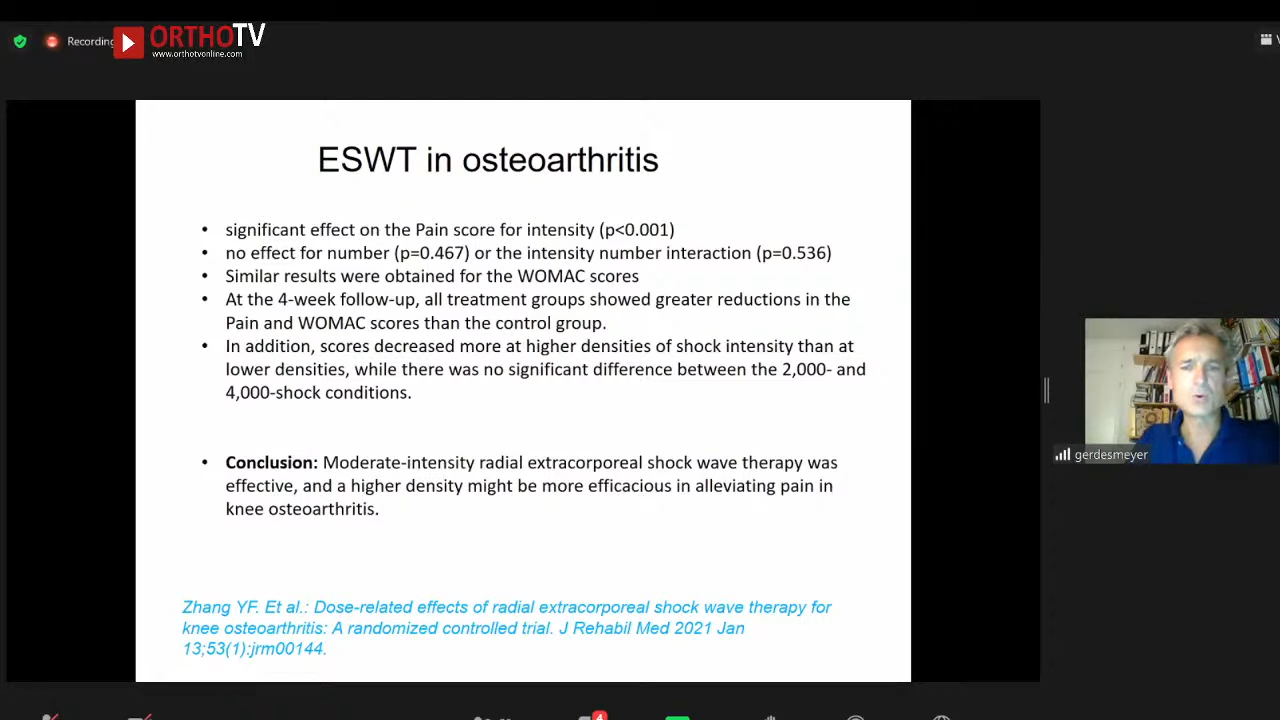 Recording
ORTHOTV
www.orthotvonline.com
ESWT in osteoarthritis
• significant effect on the Pain score for intensity (p<0.001)
• no effect for number (p=0.467) or the intensity number interaction (p=0.536)
• Similar results were obtained for the WOMAC scores
• At the 4-week follow-up, all treatment groups showed greater reductions in the
Pain and WOMAC scores than the control group.
• In addition, scores decreased more at higher densities of shock intensity than at
lower densities, while there was no significant difference between the 2,000- and
4,000-shock conditions.
• Conclusion: Moderate-intensity radial extracorporeal shock wave therapy was
effective, and a higher density might be more efficacious in alleviating pain in
knee osteoarthritis.
gerdesmeyer
Zhang YF. Et al.: Dose-related effects of radial extracorporeal shock wave therapy for
knee osteoarthritis: A randomized controlled trial. J Rehabil Med 2021 Jan
13;53(1):jrm00144.
4